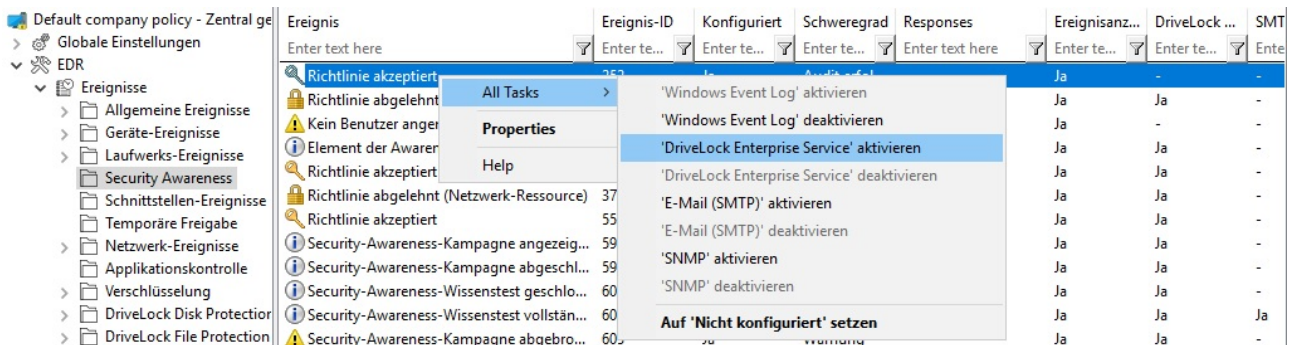 Default company policy - Zentral ge
Globale Einstellungen
EDR
Ereignisse
Allgemeine Ereignisse
Geräte-Ereignisse
Laufwerks-Ereignisse
Security Awareness
Schnittstellen-Ereignisse
Temporäre Freigabe
Netzwerk-Ereignisse
Applikationskontrolle
Verschlüsselung
DriveLock Disk Protection
DriveLock File Protection
Ereignis Ereignis-ID Konfiguriert Schweregrad Responses Ereignisanz... DriveLock ... SMT
Enter text here Enter te... Enter te... Enter te... Enter text here Enter te... Enter te... Ente
Richtlinie akzeptiert Ja - -
Richtlinie abgelehnt Ja Ja -
Kein Benutzer anger Ja - -
Element der Awaren Ja Ja -
Richtlinie akzeptiert Ja Ja -
Richtlinie abgelehnt (Netzwerk-Ressource) 37 Ja Ja -
Richtlinie akzeptiert 55 Ja Ja -
Security-Awareness-Kampagne angezeig... 59 Ja Ja -
Security-Awareness-Kampagne abgeschl... 59 Ja Ja -
Security-Awareness-Wissenstest geschlo... 60 Ja Ja -
Security-Awareness-Wissenstest vollstän... 60 Ja Ja Ja
Security-Awareness-Kampagne abgebro... Ja Ja -
All Tasks
Properties
Help
'Windows Event Log' aktivieren
'Windows Event Log' deaktivieren
'DriveLock Enterprise Service' aktivieren
'DriveLock Enterprise Service' deaktivieren
'E-Mail (SMTP)' aktivieren
'E-Mail (SMTP)' deaktivieren
'SNMP' aktivieren
'SNMP' deaktivieren
Auf 'Nicht konfiguriert' setzen